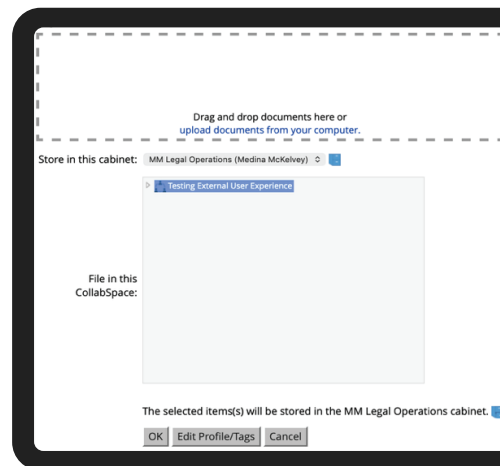 Drag and drop documents here or
upload documents from your computer.
Store in this cabinet: MM Legal Operations (Medina McKelvey)
Testing External User Experience
File in this
CollabSpace:
The selected items(s) will be stored in the MM Legal Operations cabinet.
OK Edit Profile/Tags Cancel